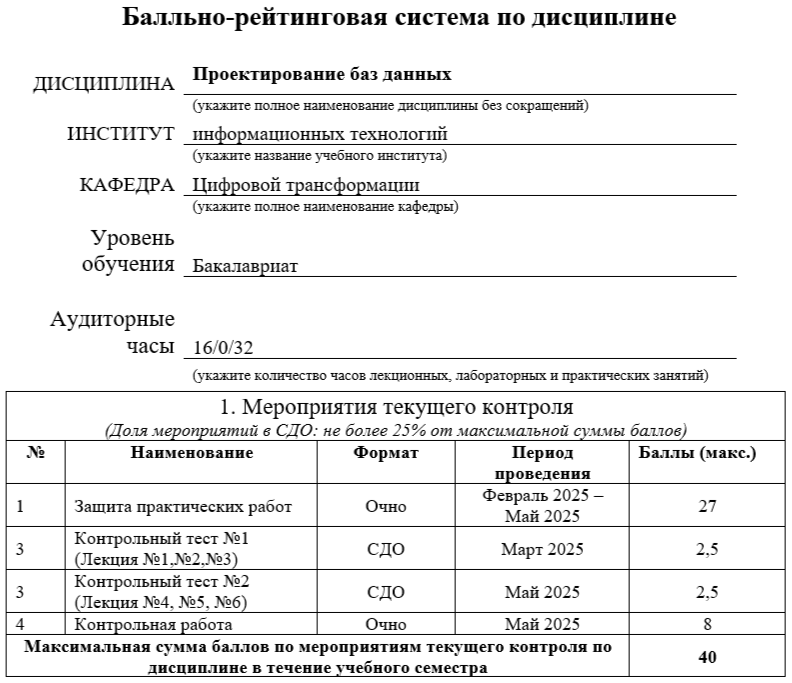 Балльно-рейтинговая система по дисциплине
ДИСЦИПЛИНА Проектирование баз данных
(укажите полное наименование дисциплины без сокращений)
ИНСТИТУТ информационных технологий
(укажите название учебного института)
КАФЕДРА Цифровой трансформации
(укажите полное наименование кафедры)
Уровень
обучения Бакалавриат
Аудиторные
часы 16/0/32
(укажите количество часов лекционных, лабораторных и практических занятий)
1. Мероприятия текущего контроля
(Доля мероприятий в СДО: не более 25% от максимальной суммы баллов)
№ Наименование Формат Период Баллы (макс.)
проведения
1 Защита практических работ Очно Февраль 2025 – 27
Май 2025
3 Контрольный тест №1 СДО Март 2025 2,5
(Лекция №1,№2,№3)
3 Контрольный тест №2 СДО Май 2025 2,5
(Лекция №4, №5, №6)
4 Контрольная работа Очно Май 2025 8
Максимальная сумма баллов по мероприятиям текущего контроля по 40
дисциплине в течение учебного семестра